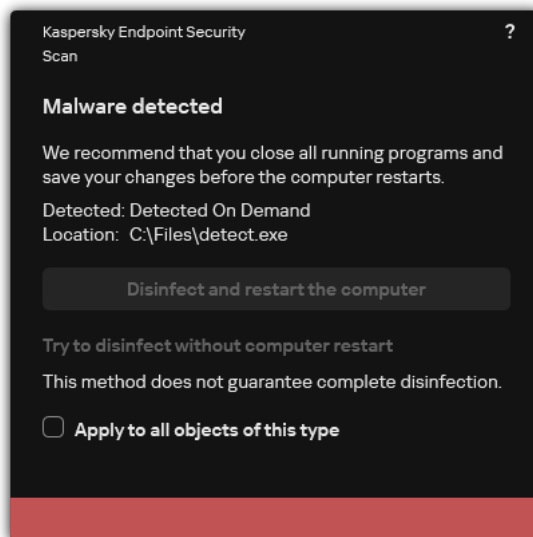 Kaspersky Endpoint Security
?
Scan
Malware detected
We recommend that you close all running programs and
save your changes before the computer restarts.
Detected: Detected On Demand
Location: C:\Files\detect.exe
Disinfect and restart the computer
Try to disinfect without computer restart
This method does not guarantee complete disinfection.
Apply to all objects of this type